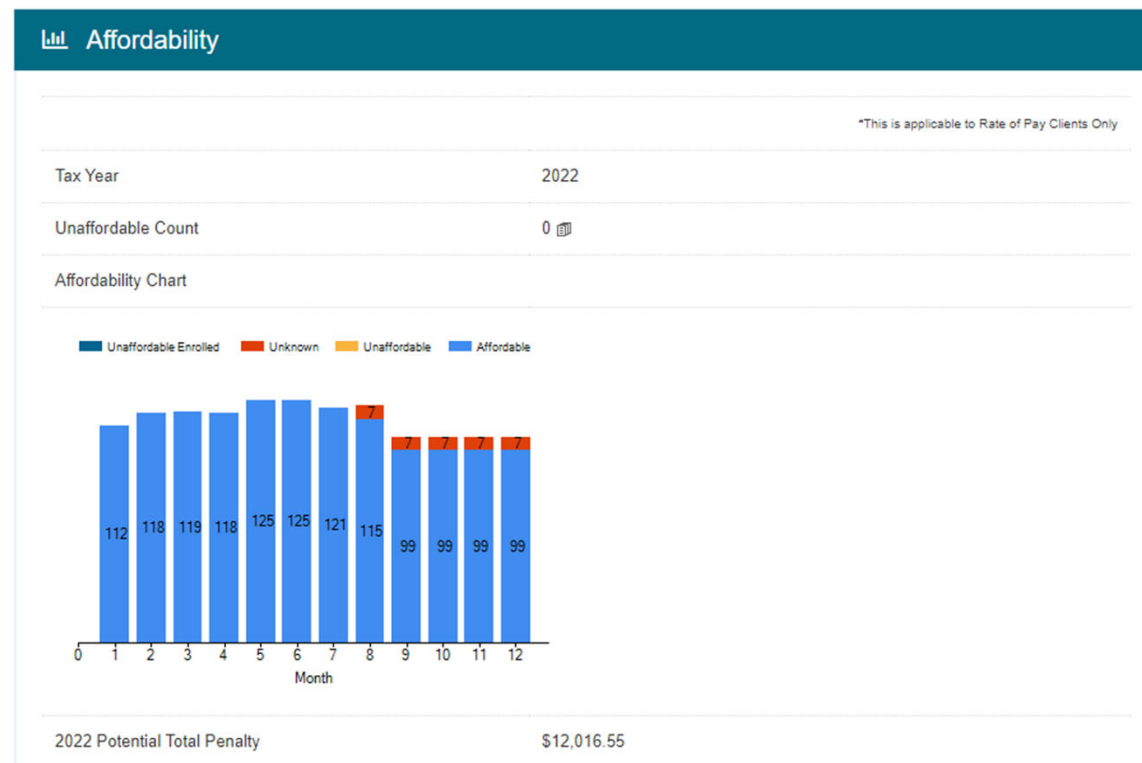 Affordability
*This is applicable to Rate of Pay Clients Only
Tax Year 2022
Unaffordable Count 0
Affordability Chart
Unaffordable Enrolled Unknown Unaffordable Affordable
7
7 7 7 7
112 118 119 118 125 125 121 115 99 99 99 99
0 1 2 3 4 5 6 7 8 9 10 11 12
Month
2022 Potential Total Penalty $12,016.55